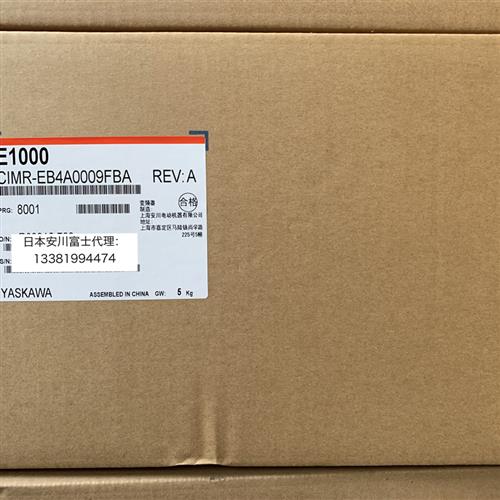 E1000
CIMR-EB4A0009FBA REV: A
PRG: 8001
变频器
制造:
合格
上海安川电动机器有限公司
地址:
上海市嘉定区马陆镇尚学路
225号5幢
O/N:
日本安川富士代理:
13381994474
S/N:
YASKAWA ASSEMBLED IN CHINA GW: 5 Kg